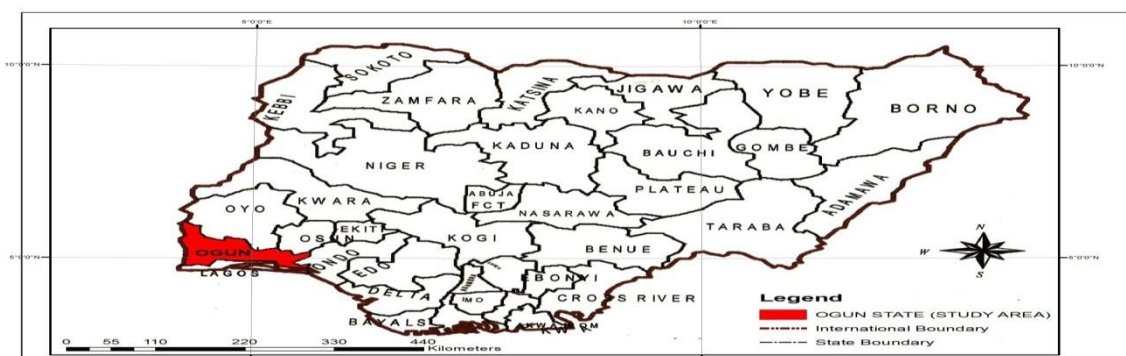 5°0'0"E
10°0'0"E
10°0'0"N
10°0'0"N
SOKOTO
KEBBI
ZAMFARA
KATSINA
KANO
JIGAWA
YOBE
BORNO
NIGER
KADUNA
BAUCHI
GOMBE
ADAMAWA
ABUJA
FCT
PLATEAU
NASARAWA
TARABA
OYO
KWARA
OSUN
EKITI
KOGI
BENUE
OGUN
ONDO
EDO
LAGOS
5°0'0"N
5°0'0"N
DELTA
IMO
EBONYI
CROSS RIVER
BAYALS
N
W
S
Legend
OGUN STATE (STUDY AREA)
International Boundary
State Boundary
0 55 110 220 330 440
Kilometers